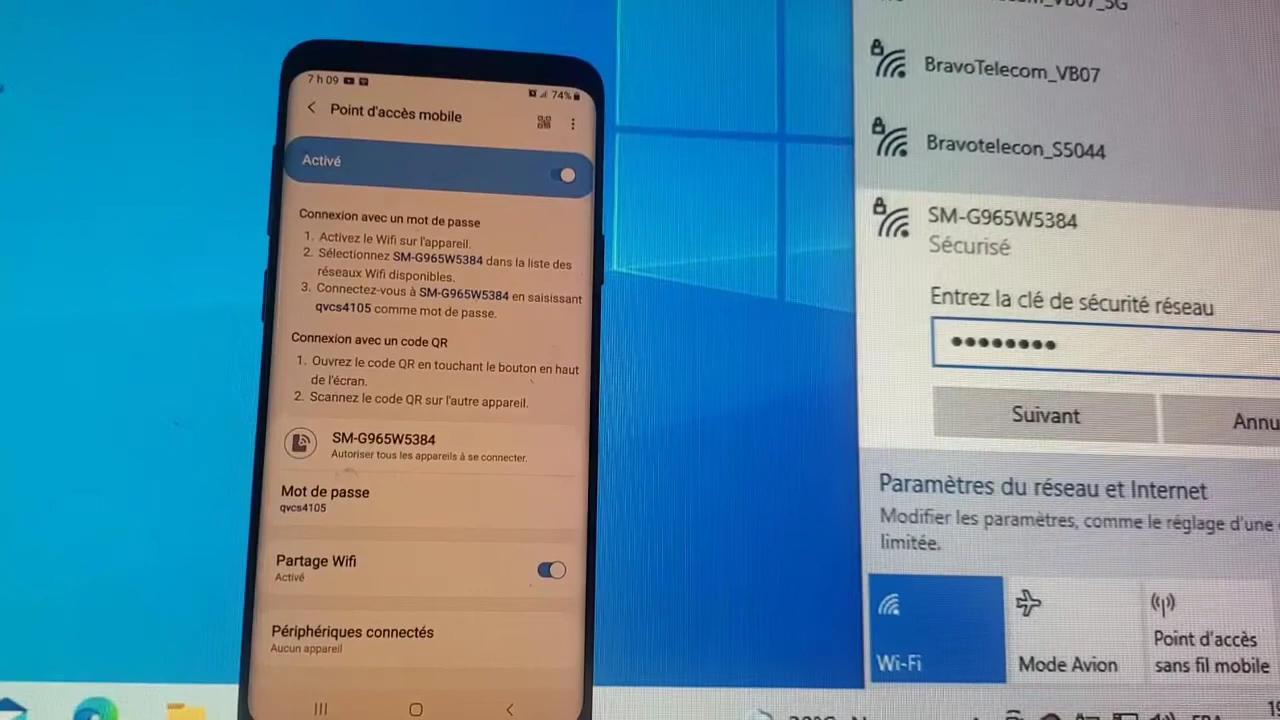 7 h 09
74%
Point d'accès mobile
Activé
Connexion avec un mot de passe
1. Activez le Wifi sur l'appareil.
2. Sélectionnez SM-G965W5384 dans la liste des
réseaux Wifi disponibles.
3. Connectez-vous à SM-G965W5384 en saisissant
qvcs4105 comme mot de passe.
Connexion avec un code QR
1. Ouvrez le code QR en touchant le bouton en haut
de l'écran.
2. Scannez le code QR sur l'autre appareil.
SM-G965W5384
Autoriser tous les appareils à se connecter.
Mot de passe
qvcs4105
Partage Wifi
Activé
Périphériques connectés
Aucun appareil
BravoTelecom_VB07
Bravotelecon_S5044
SM-G965W5384
Sécurisé
Entrez la clé de sécurité réseau
Suivant
Annu
Paramètres du réseau et Internet
Modifier les paramètres, comme le réglage d'une
limitée.
Wi-Fi
Mode Avion
Point d'accès
sans fil mobile